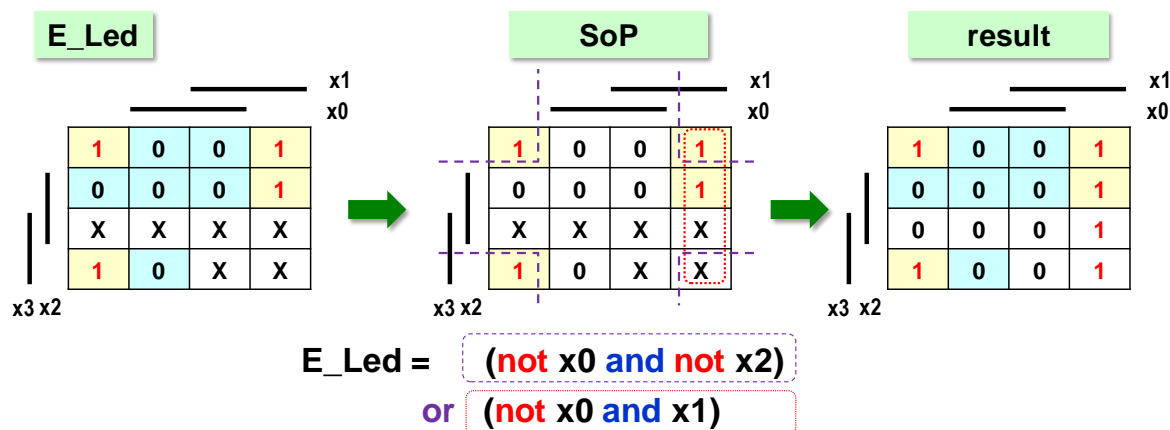 E_Led SoP result
x1 x1 x1
x0 x0 x0
1 0 0 1 1 0 0 1 1 0 0 1
0 0 0 1 0 0 0 1 0 0 0 1
X X X X X X X X 0 0 0 1
1 0 X X 1 0 X X 1 0 0 1
x3 x2 x3 x2 x3 x2
E_Led = (not x0 and not x2)
or (not x0 and x1)